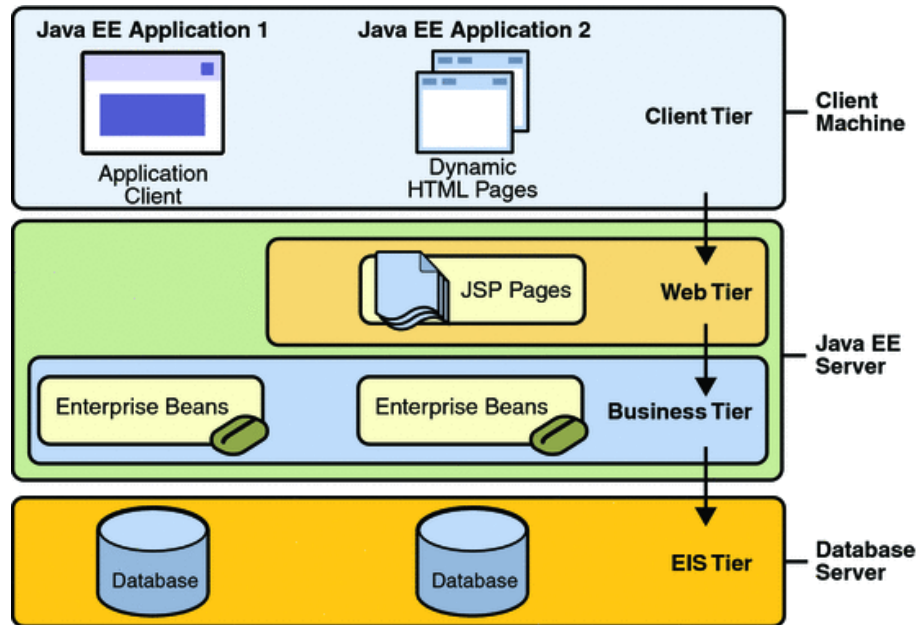 Java EE Application 1
Java EE Application 2
Application
Client
Dynamic
HTML Pages
Client Tier
Client
Machine
JSP Pages
Web Tier
Java EE
Server
Enterprise Beans
Enterprise Beans
Business Tier
Database
Database
EIS Tier
Database
Server